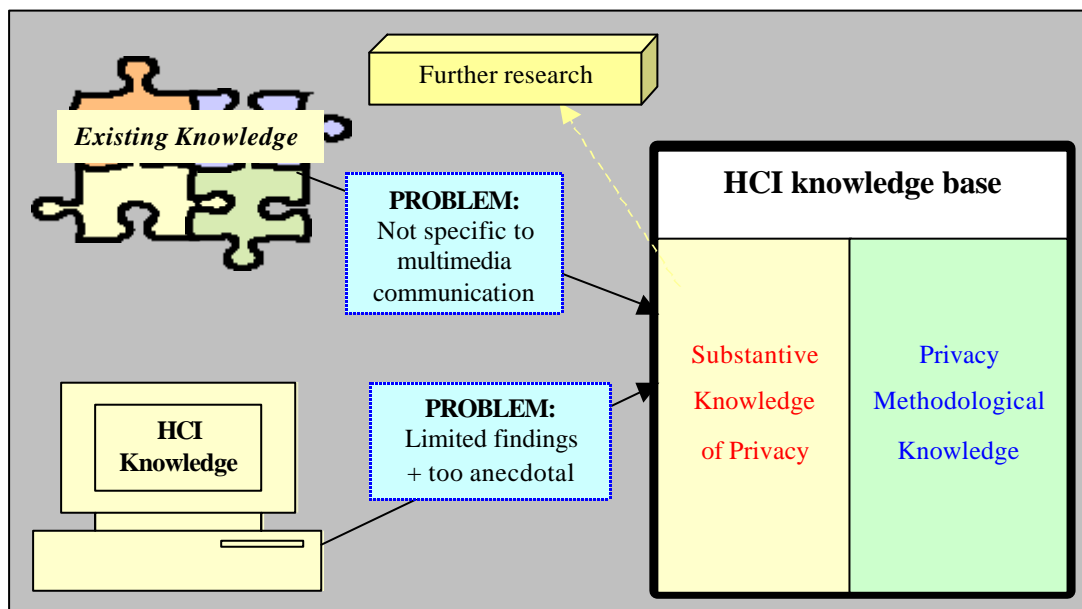 Further research
Existing Knowledge
PROBLEM:
Not specific to
multimedia
communication
HCI knowledge base
Substantive
Knowledge
of Privacy
Privacy
Methodological
Knowledge
HCI
Knowledge
PROBLEM:
Limited findings
+ too anecdotal